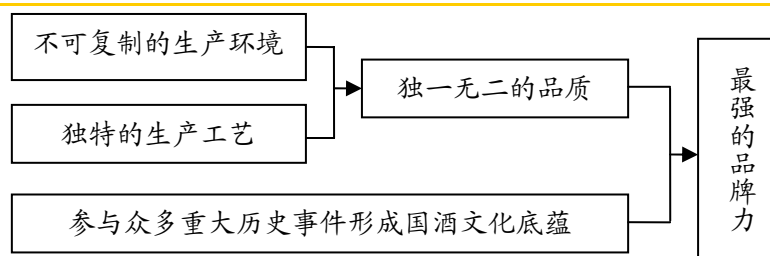 不可复制的生产环境
独特的生产工艺
独一无二的品质
参与众多重大历史事件形成国酒文化底蕴
最强的品牌力